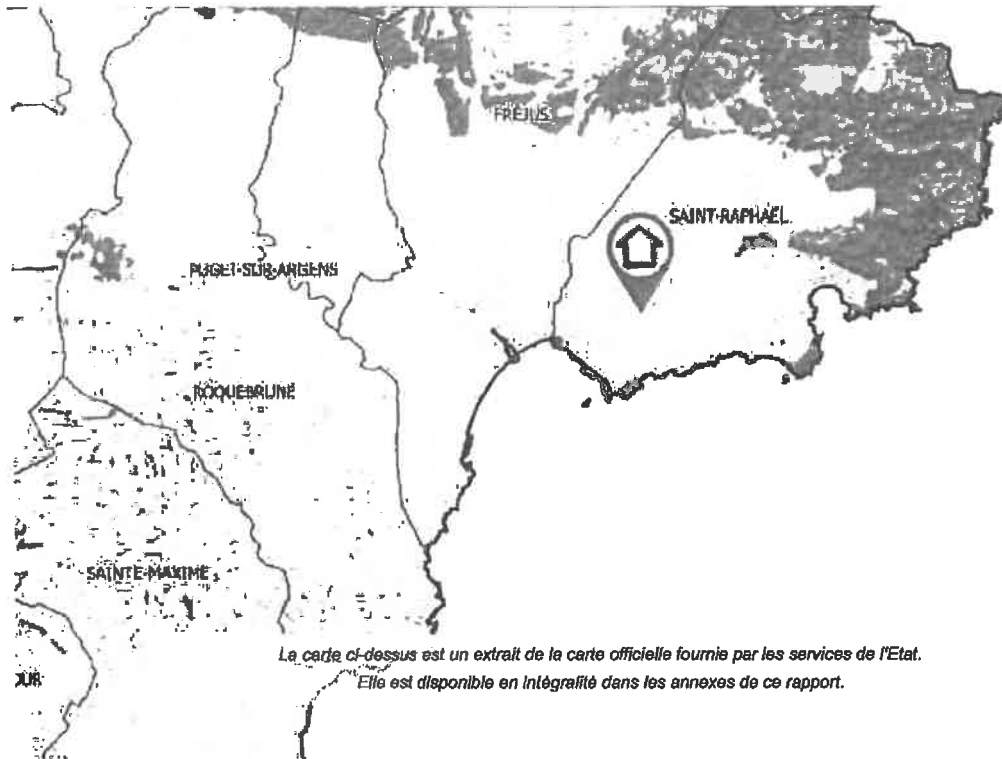 FREJUS
SAINT-RAPHAEL
PUGET-SUR-ARGENS
ROQUEBRUNE
SAINTE-MAXIME
La carte ci-dessus est un extrait de la carte officielle fournie par les services de l'Etat.
Elle est disponible en intégralité dans les annexes de ce rapport.